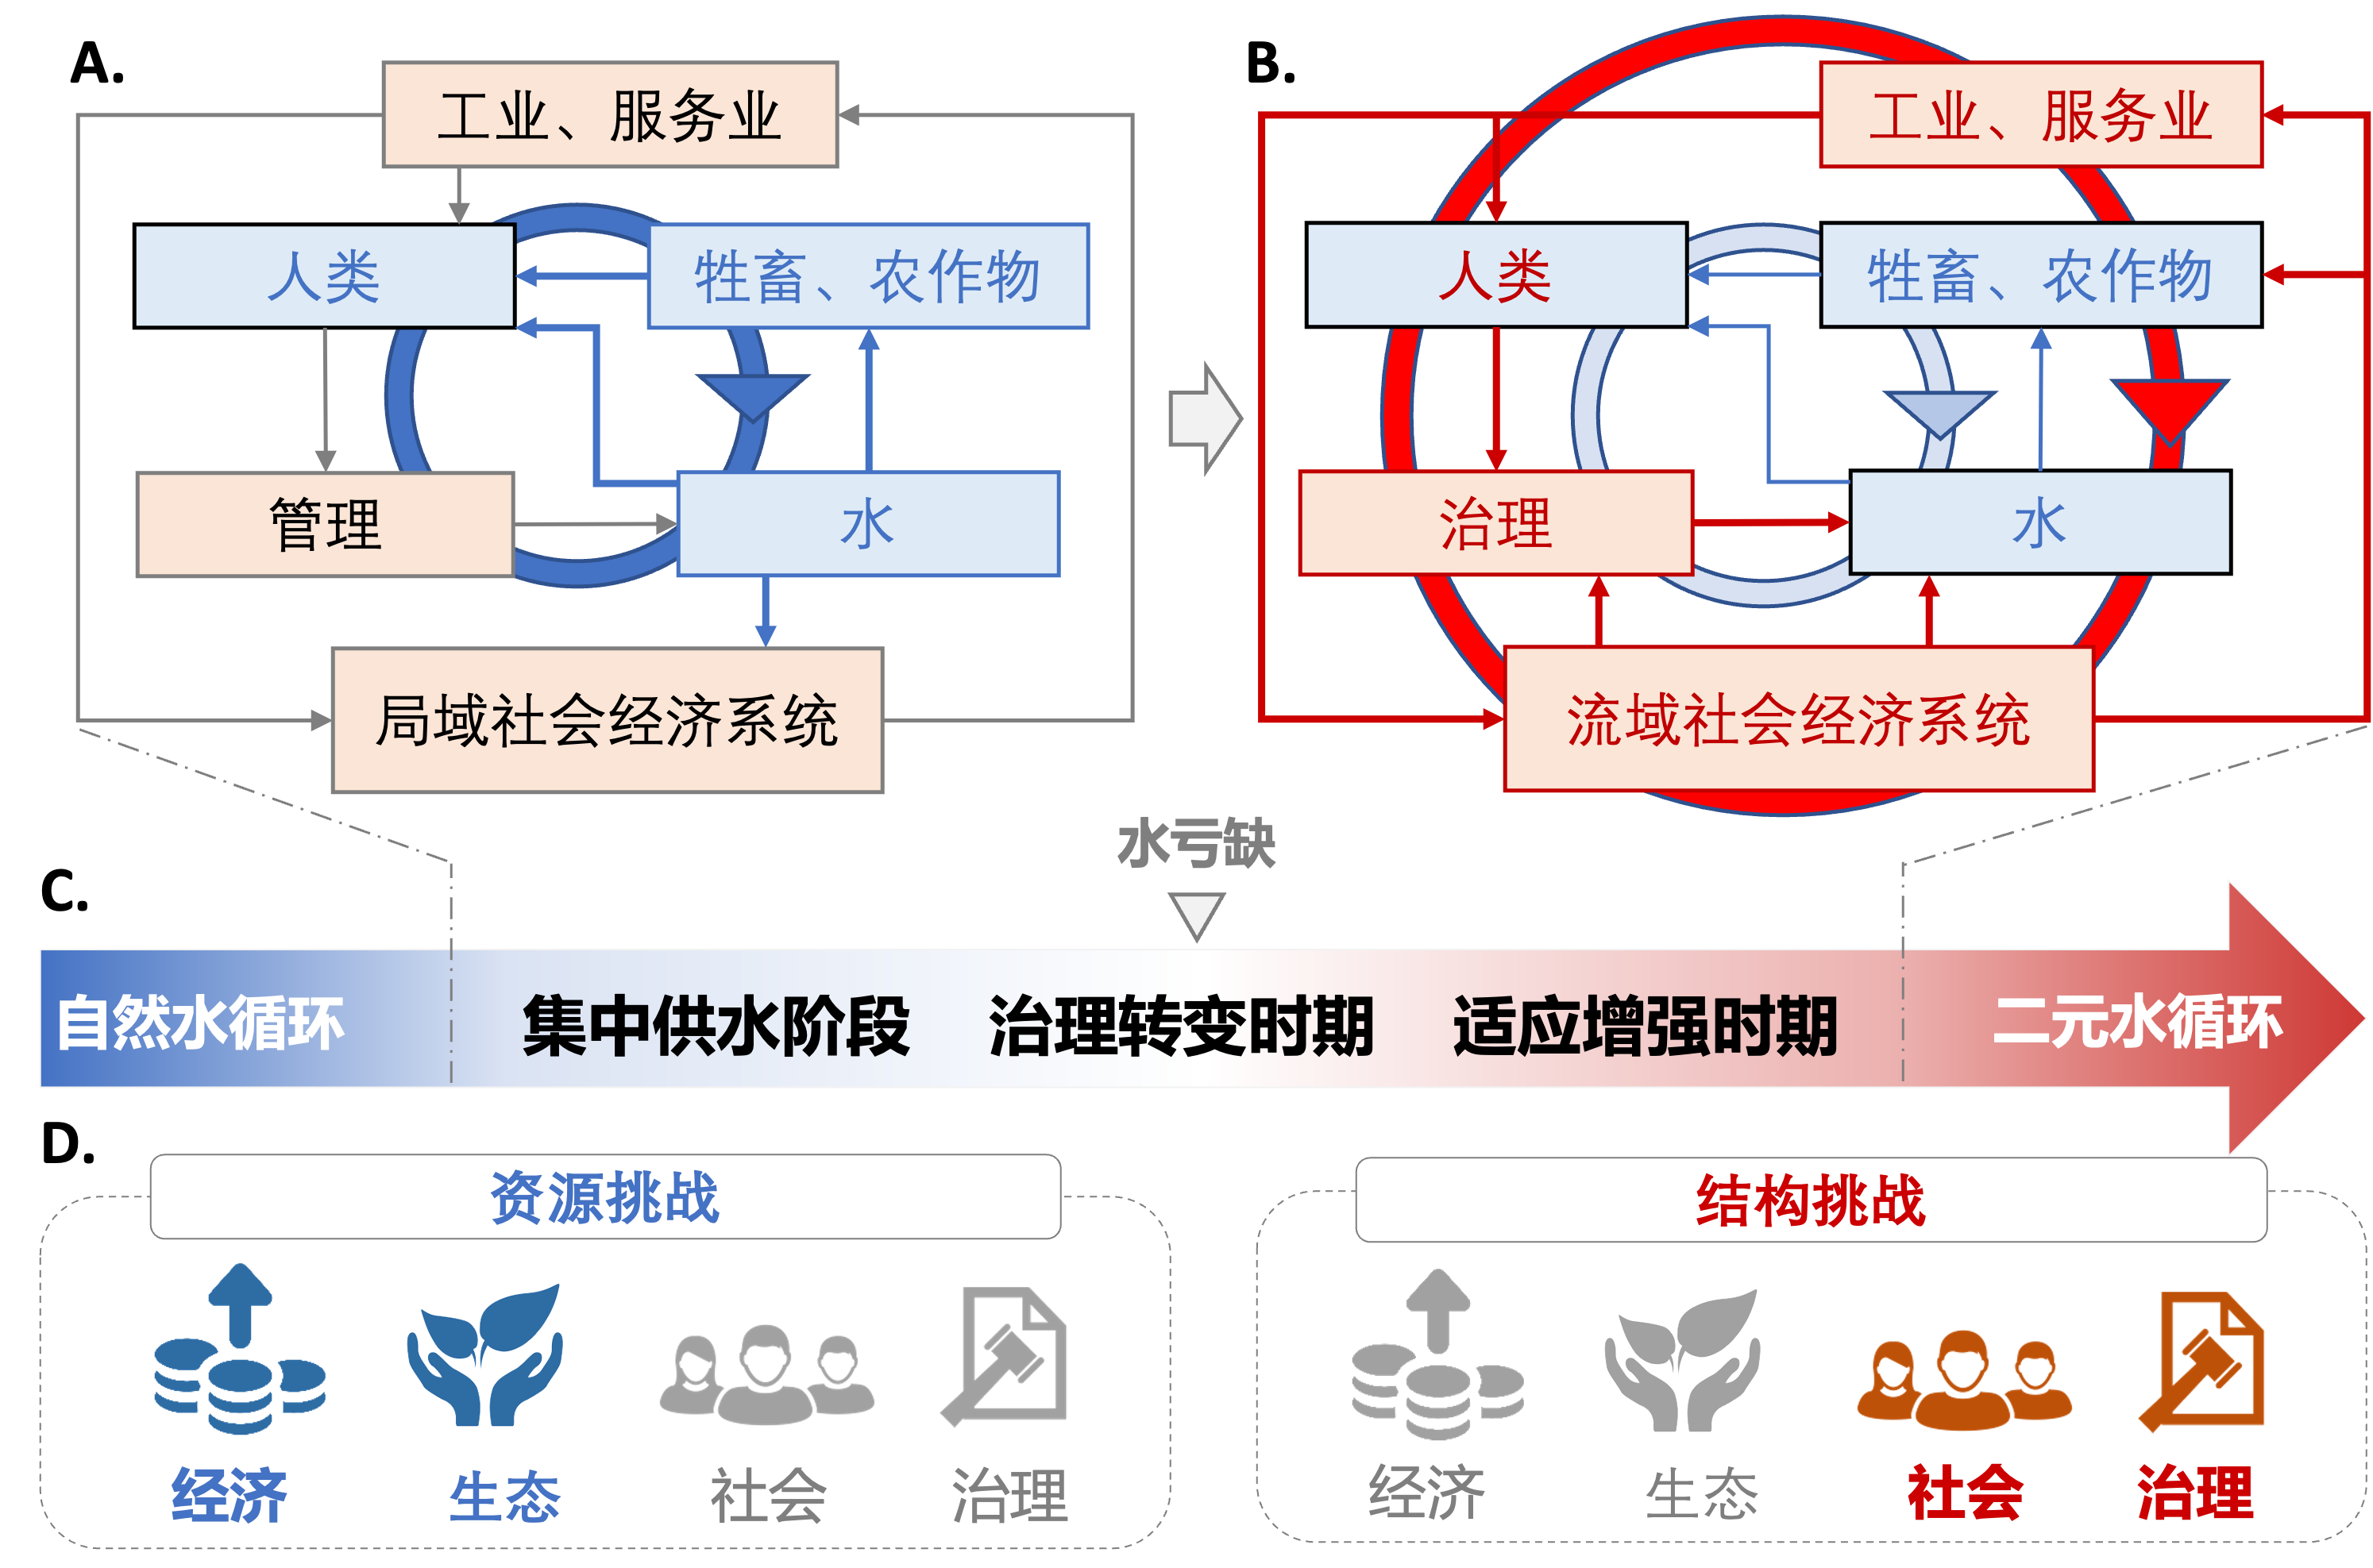 A.
工业、服务业
人类
牲畜、农作物
管理
水
局域社会经济系统
B.
工业、服务业
人类
牲畜、农作物
治理
水
流域社会经济系统
水亏缺
C.
自然水循环
集中供水阶段
治理转变时期
适应增强时期
二元水循环
D.
资源挑战
经济
生态
社会
治理
结构挑战
经济
生态
社会
治理